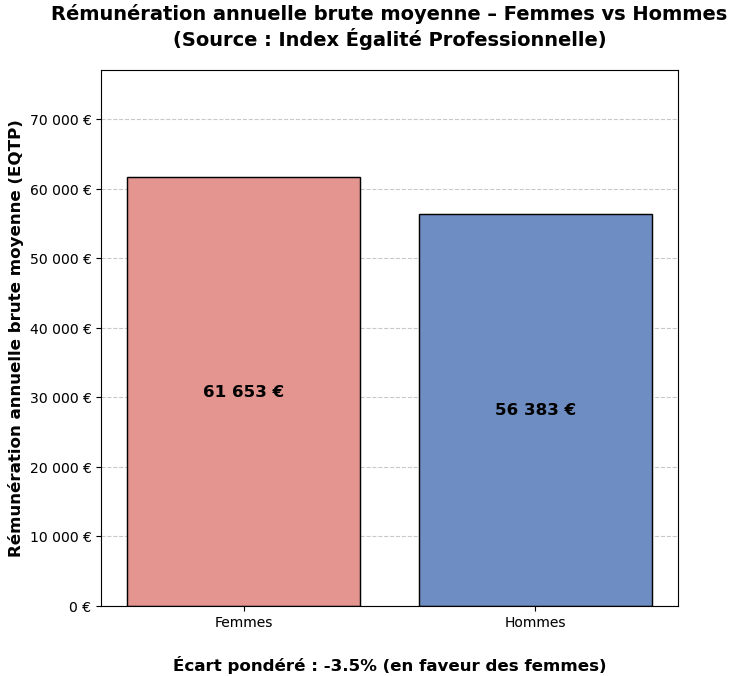 Rémunération annuelle brute moyenne – Femmes vs Hommes
(Source : Index Égalité Professionnelle)
Rémunération annuelle brute moyenne (EQTP)
70 000 €
60 000 €
50 000 €
40 000 €
30 000 €
20 000 €
10 000 €
0 €
61 653 €
56 383 €
Femmes
Hommes
Écart pondéré : -3.5% (en faveur des femmes)